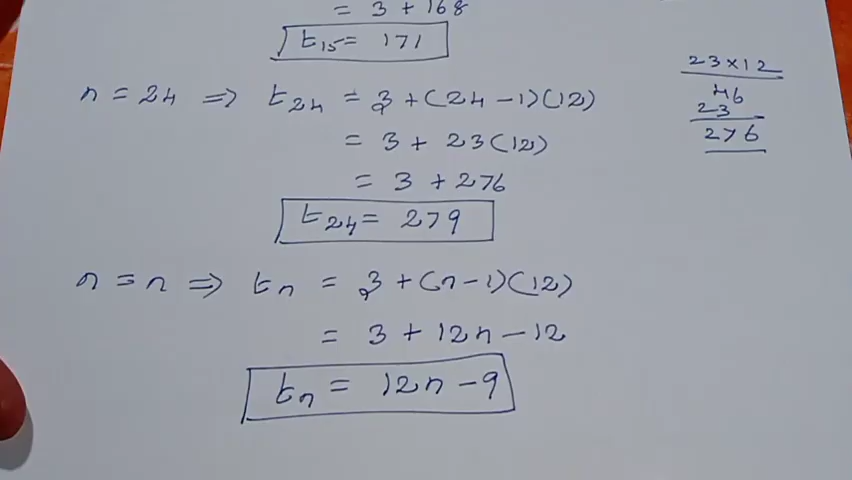 = 3 + 168
t15 = 171
n = 24 ⇒ t24 = 3 + (24 - 1)(12)
= 3 + 23(12)
= 3 + 276
t24 = 279
n = n ⇒ tn = 3 + (n - 1)(12)
= 3 + 12n - 12
tn = 12n - 9
23 × 12
46
23
276